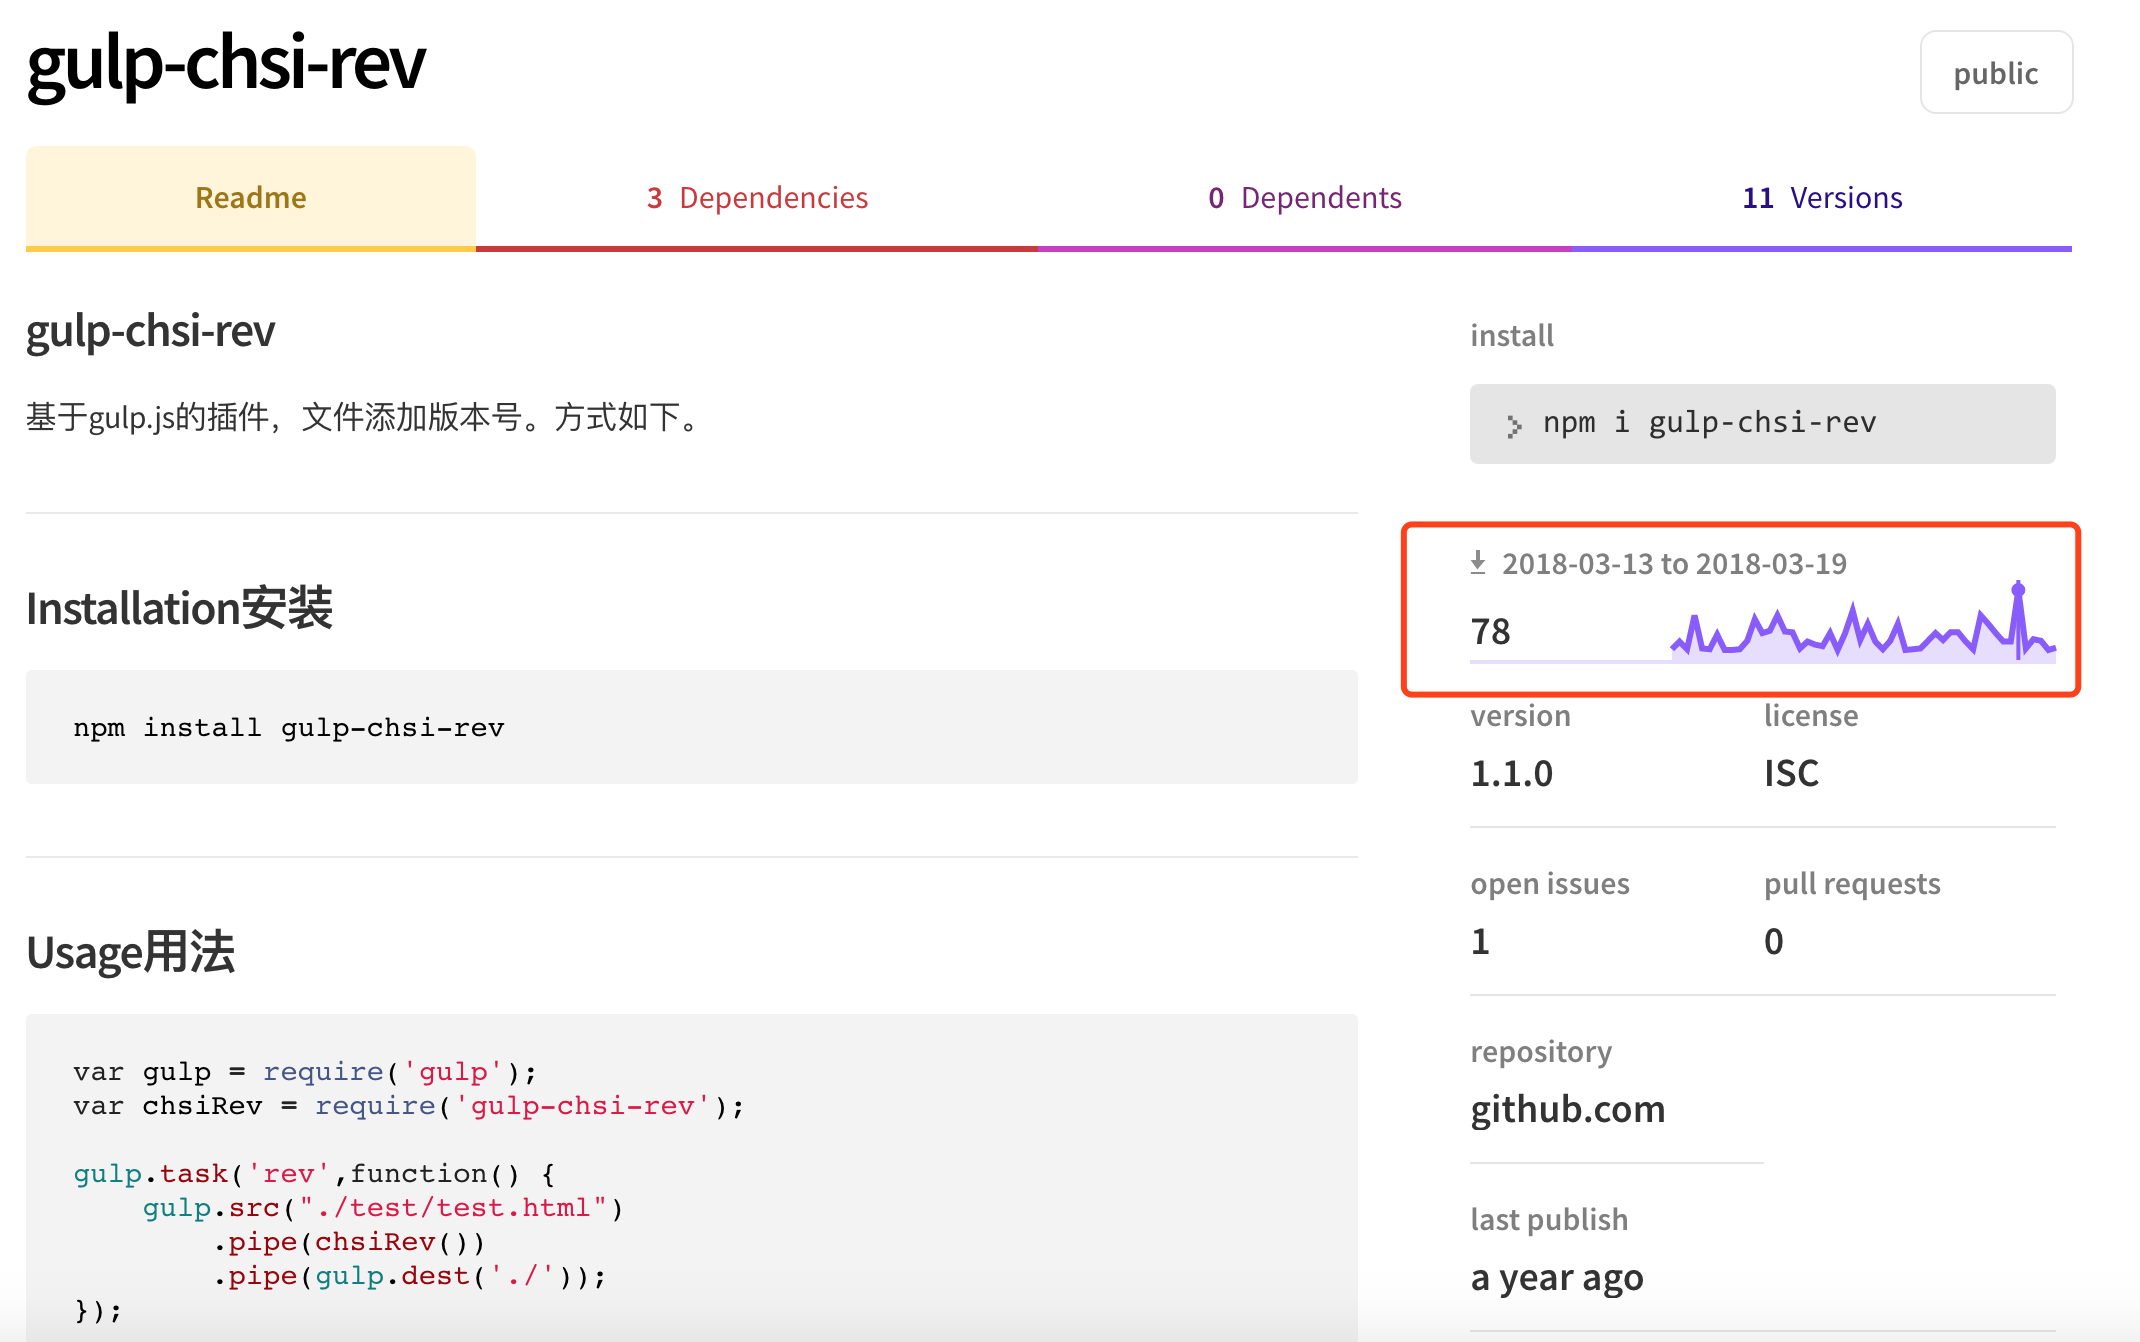 gulp-chsi-rev
public
Readme
3 Dependencies
0 Dependents
11 Versions
gulp-chsi-rev
基于gulp.js的插件，文件添加版本号。方式如下。
Installation安装
npm install gulp-chsi-rev
Usage用法
var gulp = require('gulp');
var chsiRev = require('gulp-chsi-rev');
gulp.task('rev',function() {
    gulp.src("./test/test.html")
        .pipe(chsiRev())
        .pipe(gulp.dest('./'));
});
install
npm i gulp-chsi-rev
2018-03-13 to 2018-03-19
78
version
1.1.0
license
ISC
open issues
1
pull requests
0
repository
github.com
last publish
a year ago